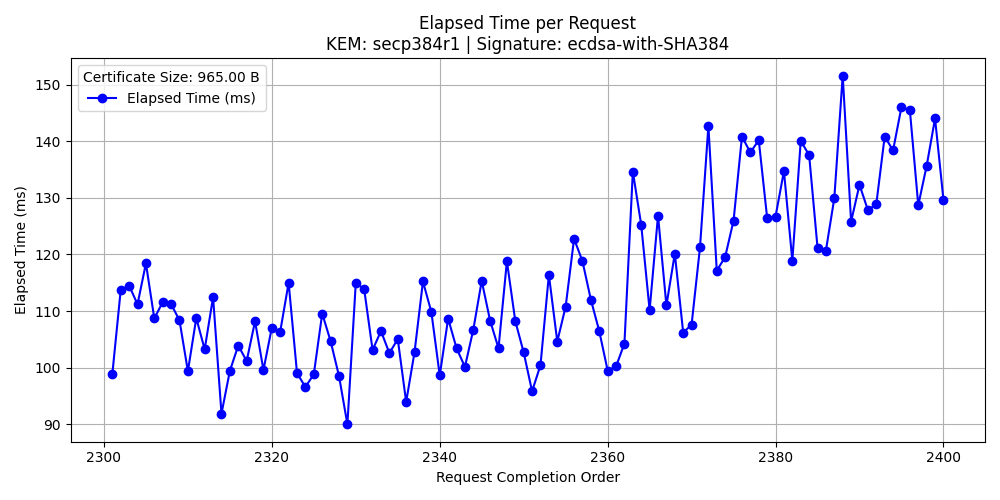 Elapsed Time per Request
KEM: secp384r1 | Signature: ecdsa-with-SHA384
Certificate Size: 965.00 B
Elapsed Time (ms)
Elapsed Time (ms)
150
140
130
120
110
100
90
2300 2320 2340 2360 2380 2400
Request Completion Order